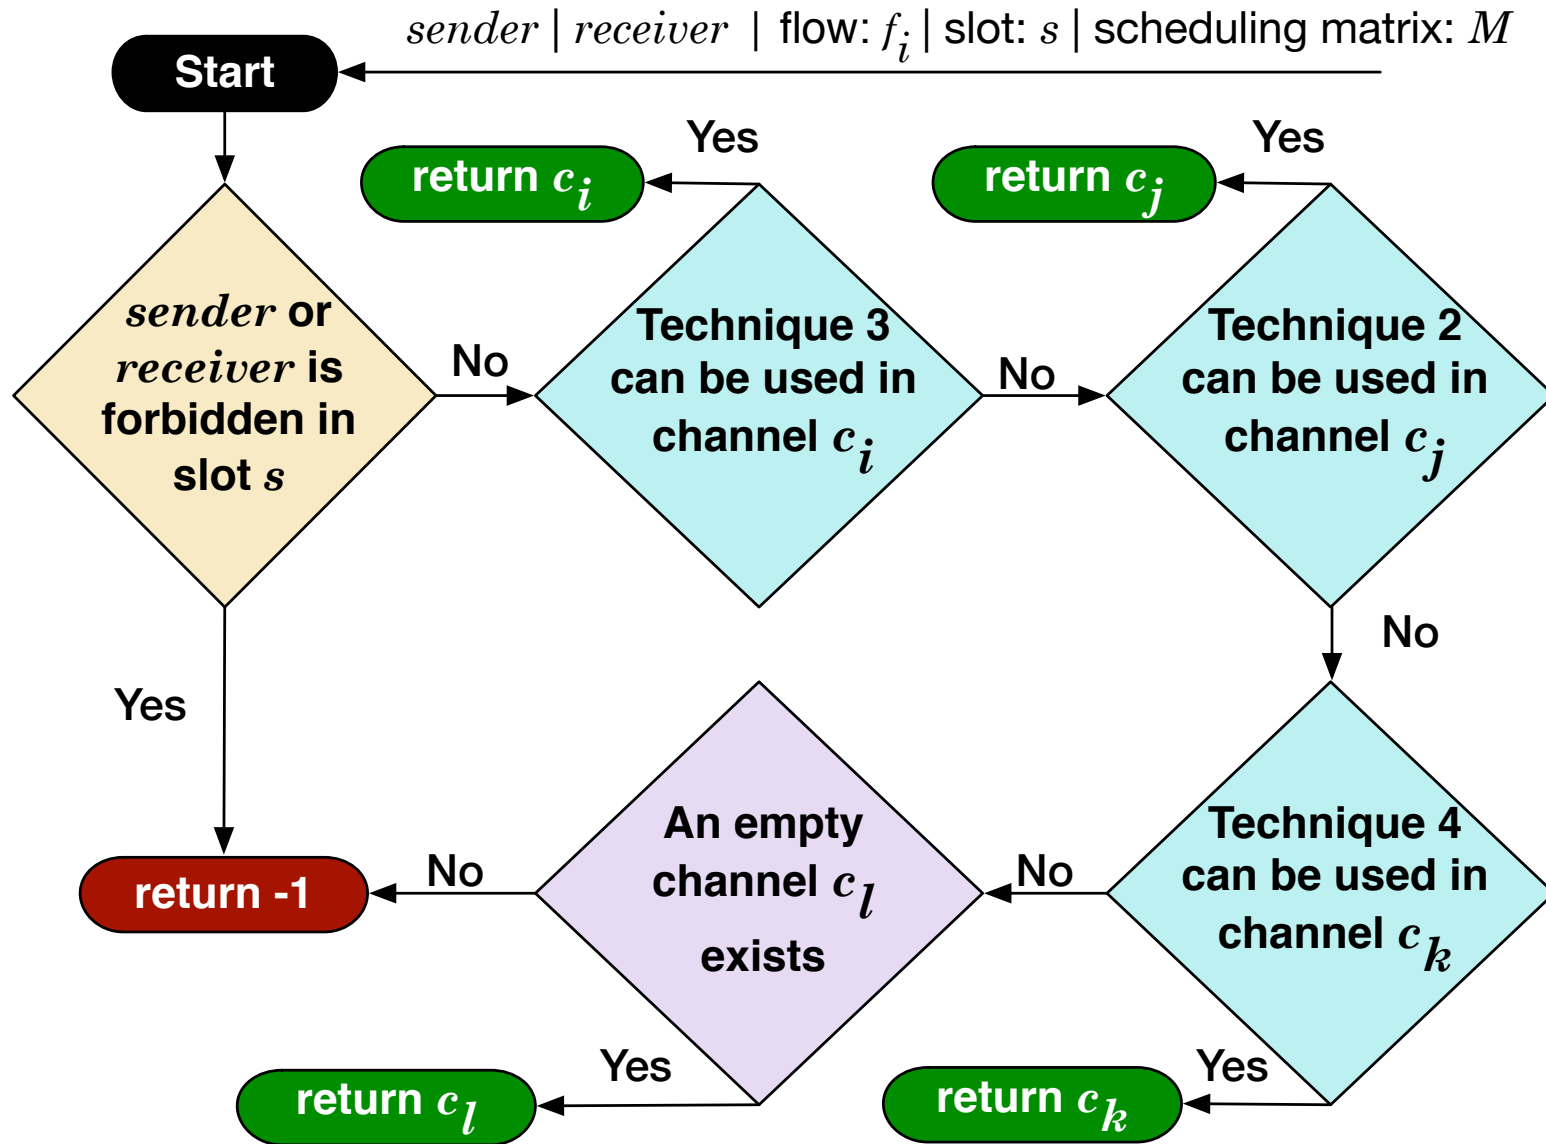 sender | receiver | flow: f_i | slot: s | scheduling matrix: M
Start
Yes
return c_i
Yes
return c_j
sender or
receiver is
forbidden in
slot s
No
Technique 3
can be used in
channel c_i
No
Technique 2
can be used in
channel c_j
No
Yes
return -1
No
An empty
channel c_l
exists
No
Technique 4
can be used in
channel c_k
Yes
return c_l
Yes
return c_k